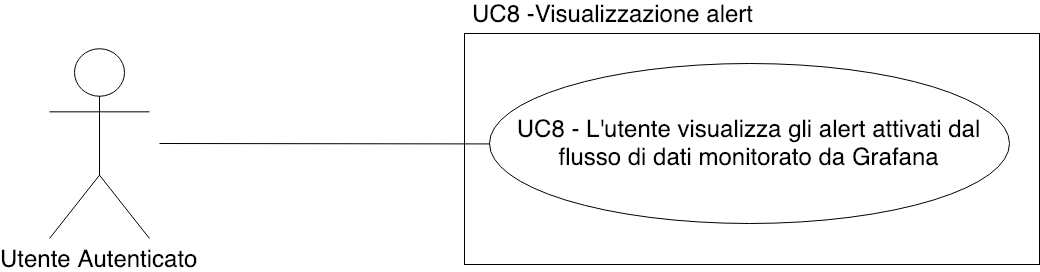 UC8 -Visualizzazione alert
UC8 - L'utente visualizza gli alert attivati dal
flusso di dati monitorato da Grafana
Utente Autenticato